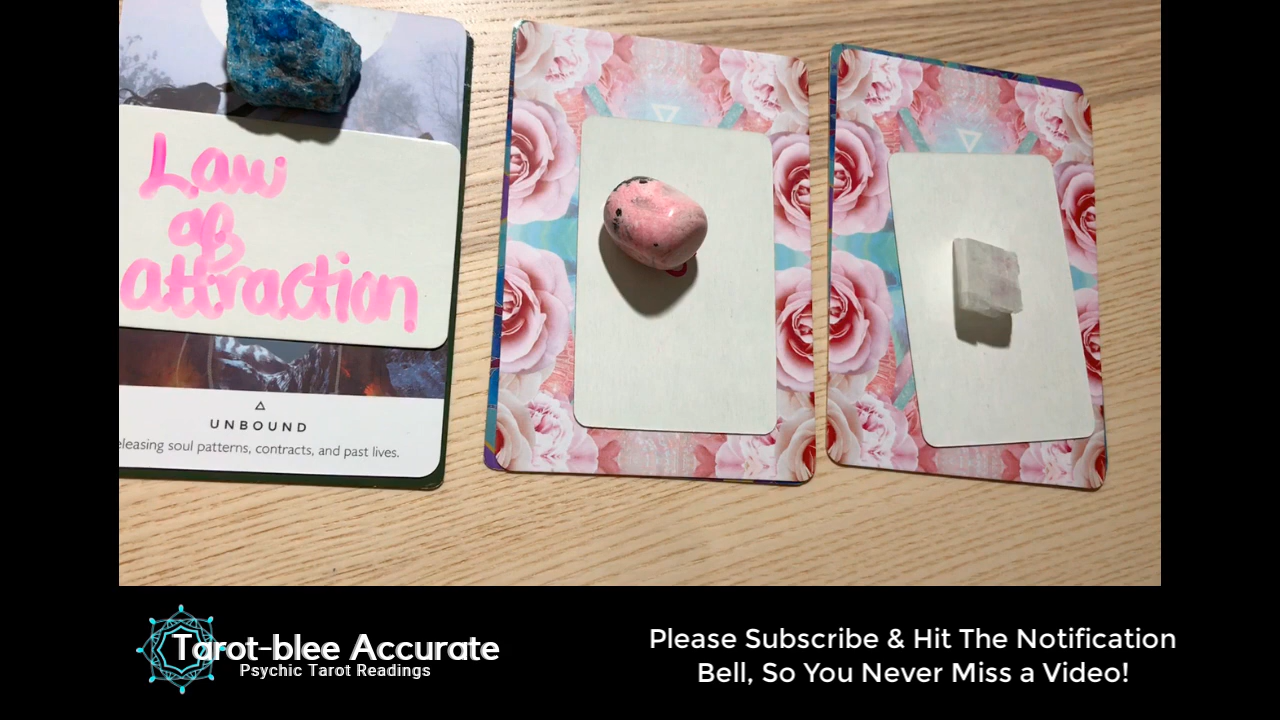 Law
of
attraction
UNBOUND
eleasing soul patterns, contracts, and past lives.
Tarot-blee Accurate
Psychic Tarot Readings
Please Subscribe & Hit The Notification
Bell, So You Never Miss a Video!